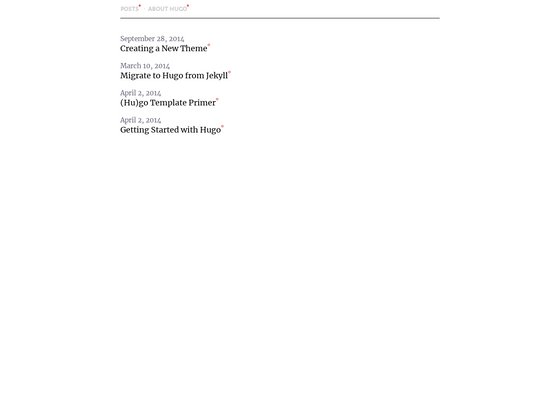 POSTS° ABOUT HUGO°
September 28, 2014
Creating a New Theme°
March 10, 2014
Migrate to Hugo from Jekyll°
April 2, 2014
(Hu)go Template Primer°
April 2, 2014
Getting Started with Hugo°